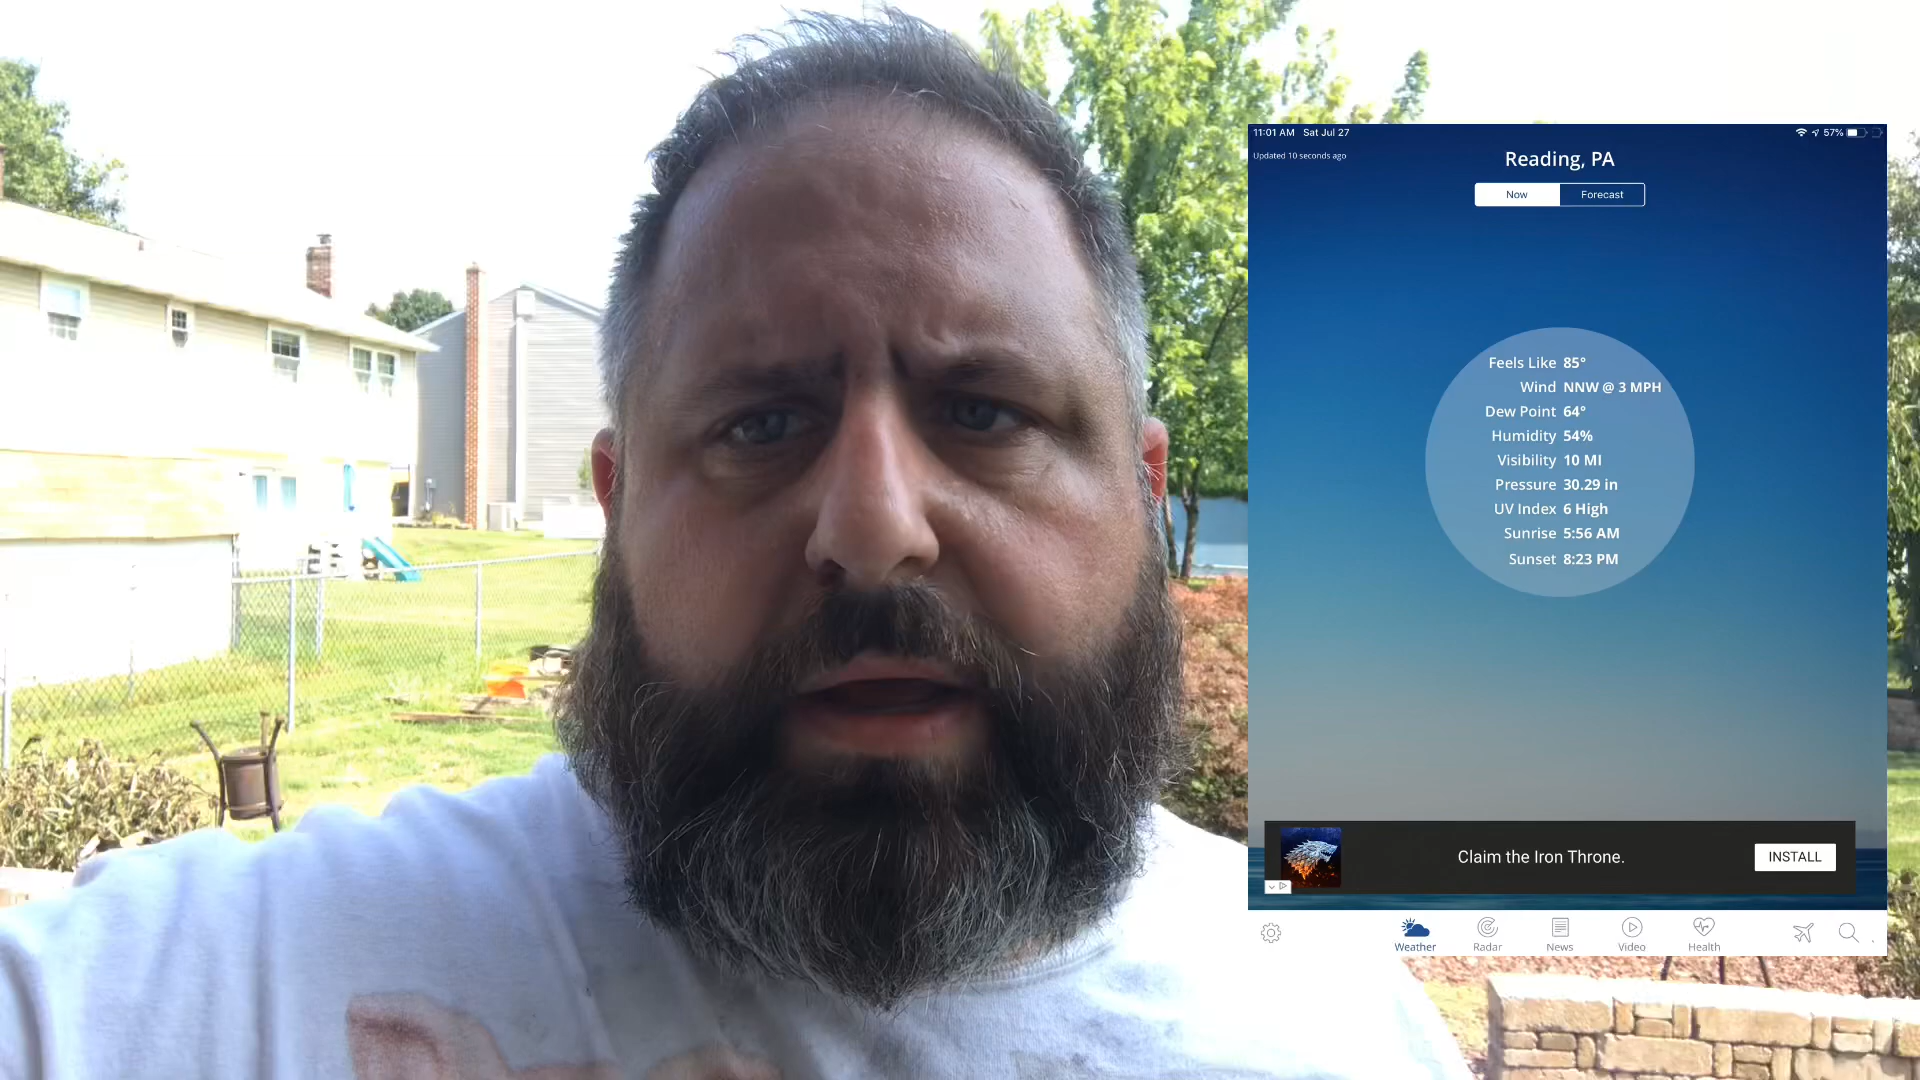 11:01 AM Sat Jul 27
57%
Updated 10 seconds ago
Reading, PA
Now Forecast
Feels Like 85°
Wind NNW @ 3 MPH
Dew Point 64°
Humidity 54%
Visibility 10 MI
Pressure 30.29 in
UV Index 6 High
Sunrise 5:56 AM
Sunset 8:23 PM
Claim the Iron Throne.
INSTALL
Weather Radar News Video Health